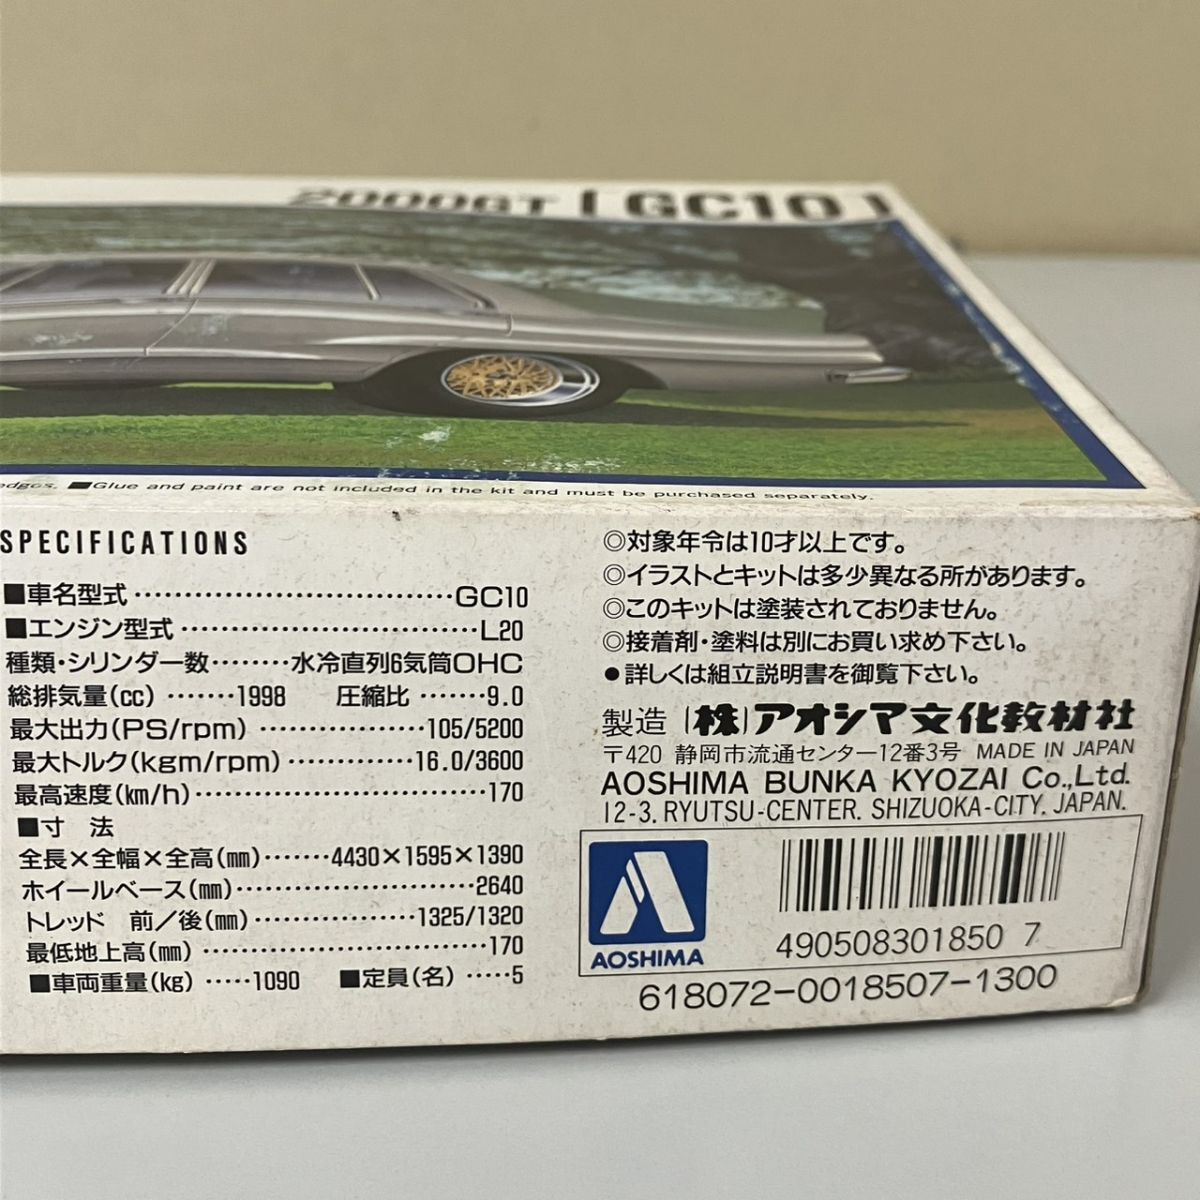 2000GT [GC10]
edges. ■Glue and paint are not included in the kit and must be purchased separately.
SPECIFICATIONS
■車名型式 ································ GC10
■エンジン型式 ······························ L20
種類・シリンダー数········水冷直列6気筒OHC
総排気量(cc) ·······1998 圧縮比 ·······9.0
最大出力(PS/rpm) ·················105/5200
最大トルク(kgm/rpm) ·············16.0/3600
最高速度(km/h)·····························170
■寸 法
全長×全幅×全高(mm)·······4430×1595×1390
ホイールベース(mm)························2640
トレッド 前/後(mm) ················1325/1320
最低地上高(mm) ····························170
■車両重量(kg) ·····1090 ■定員(名) ·····5
◎対象年令は10才以上です。
◎イラストとキットは多少異なる所があります。
◎このキットは塗装されておりません。
◎接着剤・塗料は別にお買い求め下さい。
●詳しくは組立説明書を御覧下さい。
製造 (株)アオシマ文化教材社
〒420 静岡市流通センター12番3号 MADE IN JAPAN
AOSHIMA BUNKA KYOZAI Co.,Ltd.
12-3. RYUTSU-CENTER. SHIZUOKA-CITY. JAPAN.
AOSHIMA
490508301850 7
618072-0018507-1300